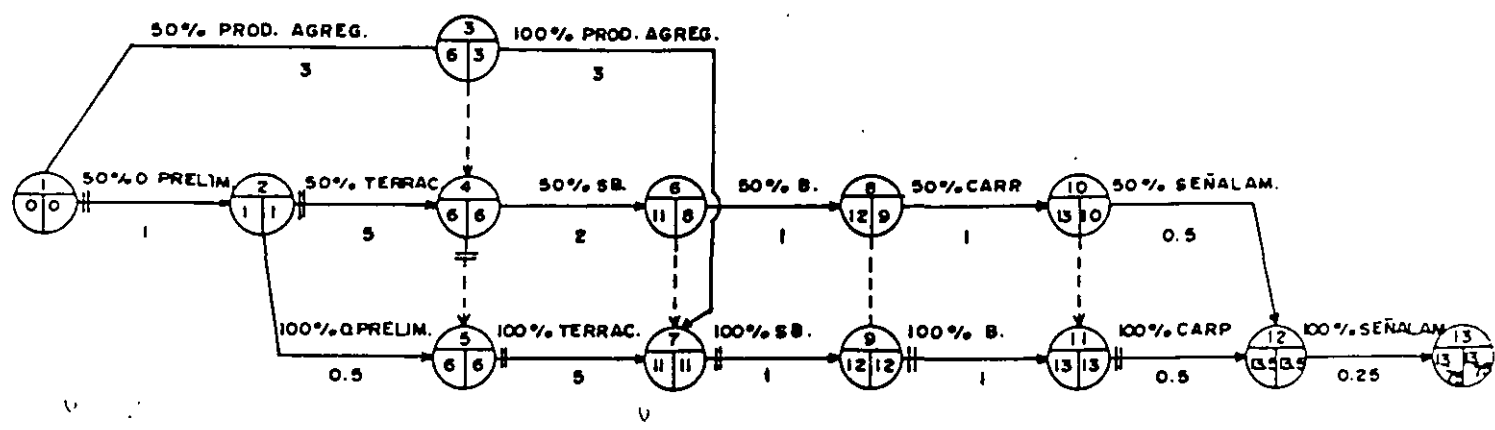 50% PROD. AGREG.
3
3
6 3
100% PROD. AGREG.
3
1
0 0
50% O PRELIM.
1
2
1 1
50% TERRAC.
5
4
6 6
50% SB.
2
6
11 8
50% B.
1
8
12 9
50% CARR
1
10
13 10
50% SEÑALAM.
0.5
100% O PRELIM.
0.5
5
6 6
100% TERRAC.
5
7
11 11
100% SB.
1
9
12 12
100% B.
1
11
13 13
100% CARP
0.5
12
13.5 13.5
100% SEÑALAM
0.25
13
13 13
75 75